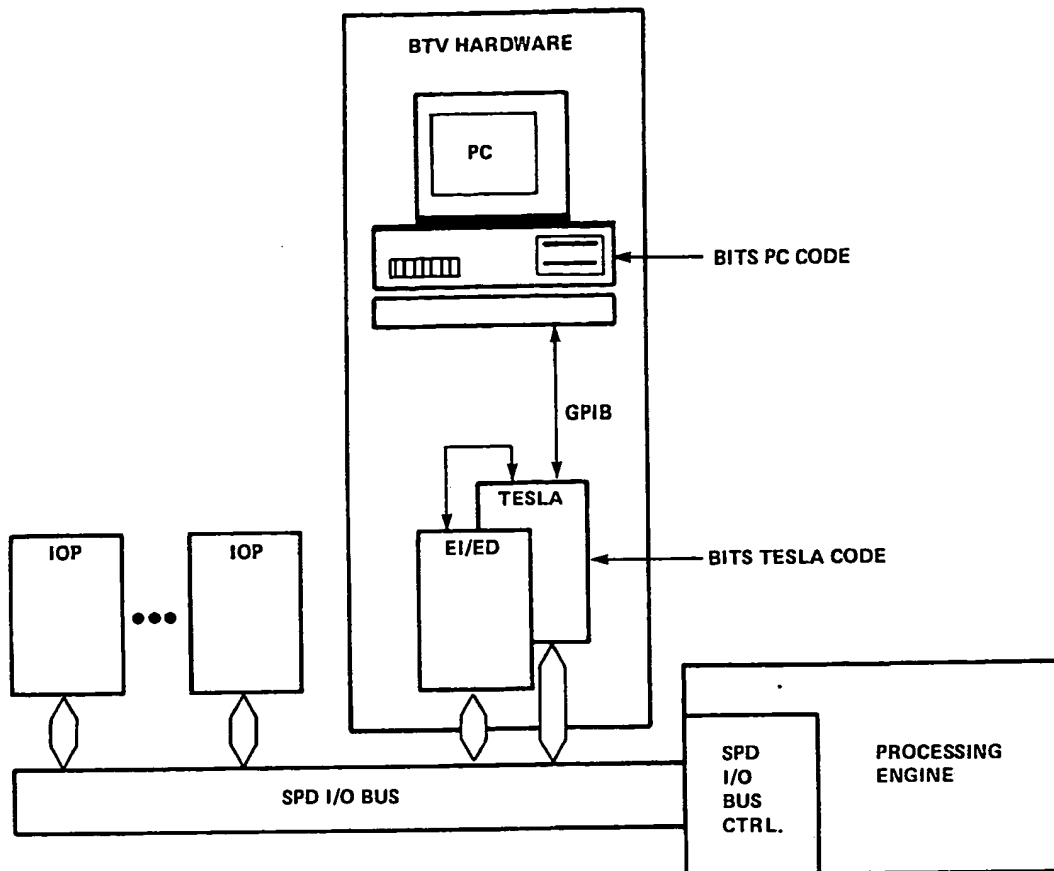 BTV HARDWARE
PC
BITS PC CODE
GPIB
TESLA
EI/ED
BITS TESLA CODE
IOP
IOP
SPD I/O BUS
SPD
I/O
BUS
CTRL.
PROCESSING
ENGINE